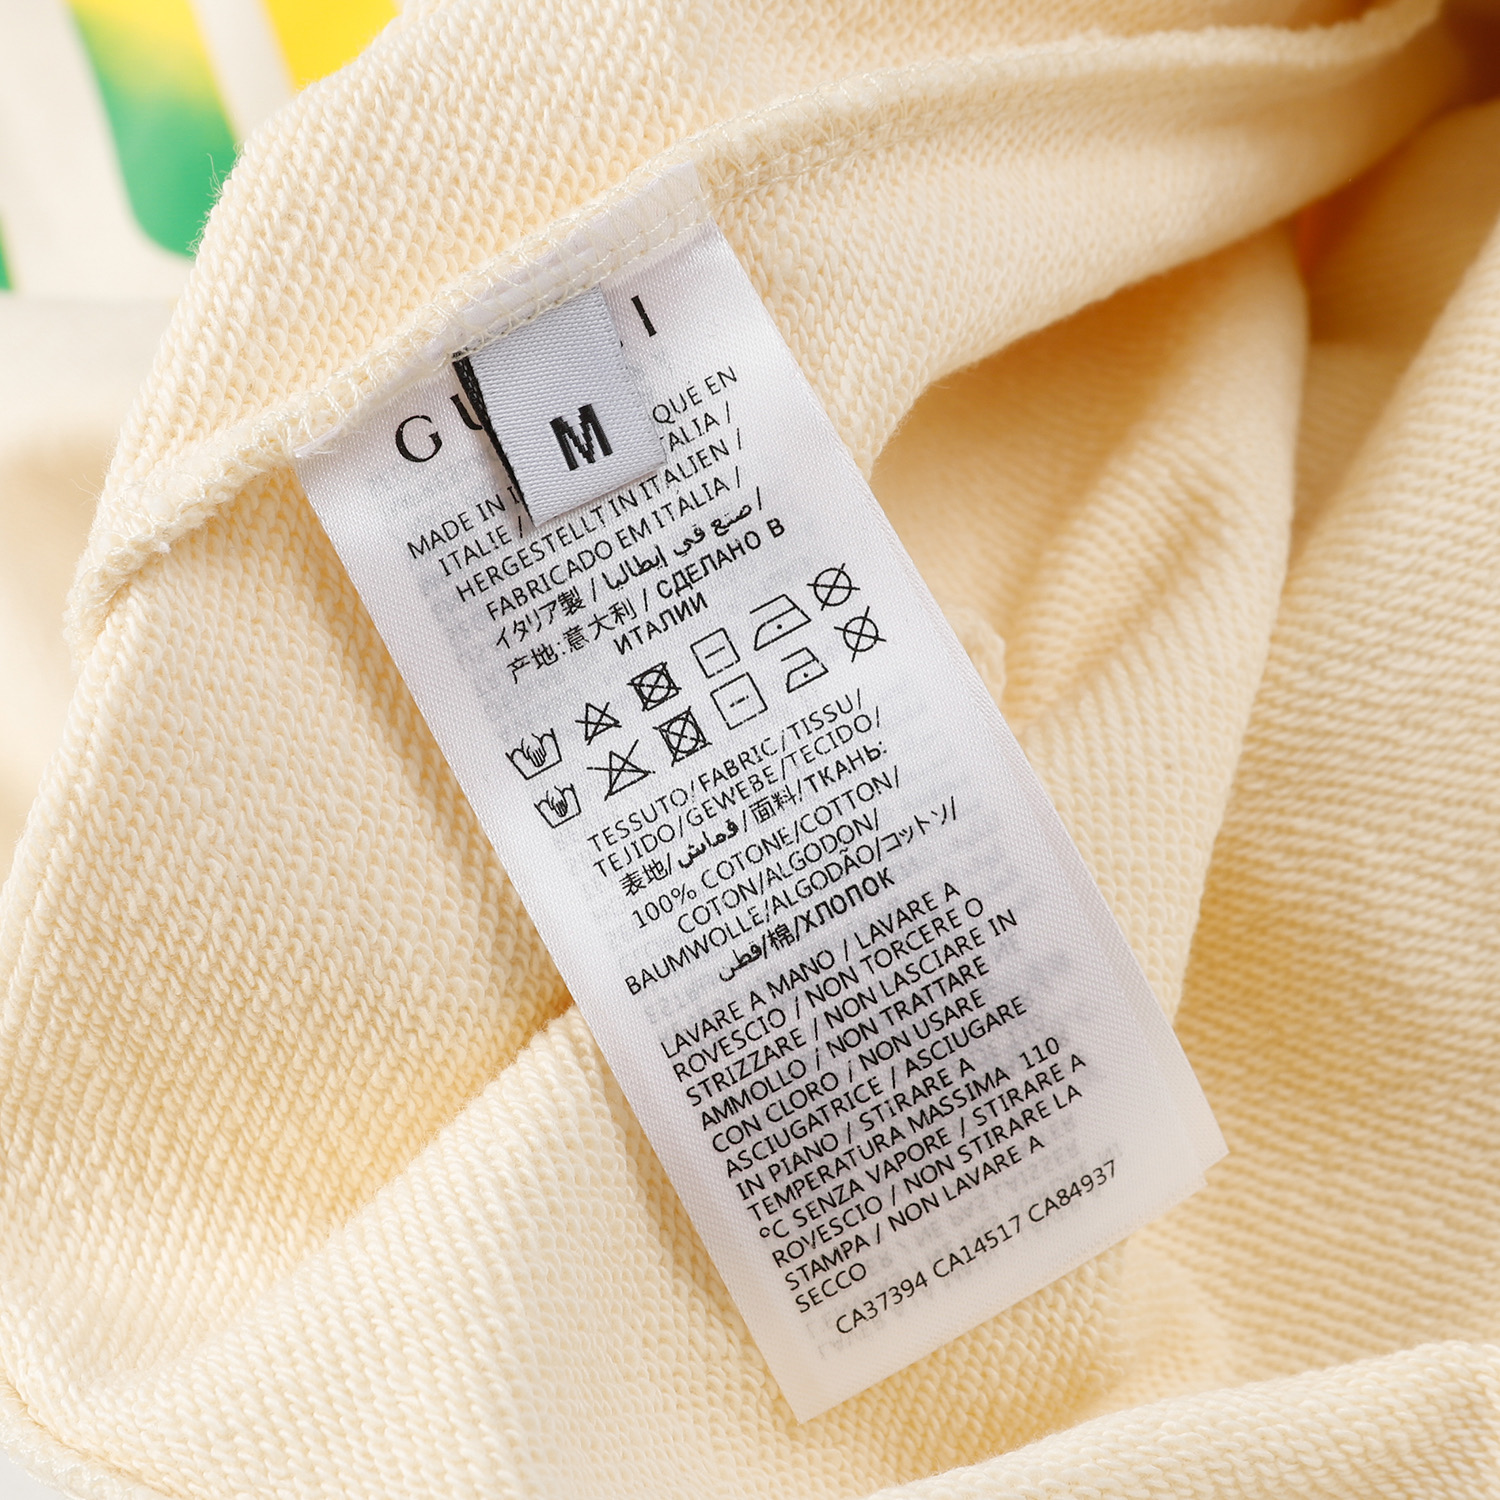 GU I
M
MADE IN I QUE EN
ITALIE / TALIA /
HERGESTELLT IN ITALIEN /
FABRICADO EM ITALIA /
イタリア製 / صنع في إيطاليا /
产地:意大利 / СДЕЛАНО В
ИТАЛИИ
TESSUTO/FABRIC/TISSU/
TEJIDO/GEWEBE/TECIDO/
表地/قماش/面料/ТКАНЬ:
100% COTONE/COTTON/
COTON/ALGODON/
BAUMWOLLE/ALGODÃO/コットン/
قطن/棉/ХЛОПОК
LAVARE A MANO / LAVARE A
ROVESCIO / NON TORCERE O
STRIZZARE / NON LASCIARE IN
AMMOLLO / NON TRATTARE
CON CLORO / NON USARE
ASCIUGATRICE / ASCIUGARE
IN PIANO / STIRARE A
TEMPERATURA MASSIMA 110
°C SENZA VAPORE / STIRARE A
ROVESCIO / NON STIRARE LA
STAMPA / NON LAVARE A
SECCO
CA37394 CA14517 CA84937